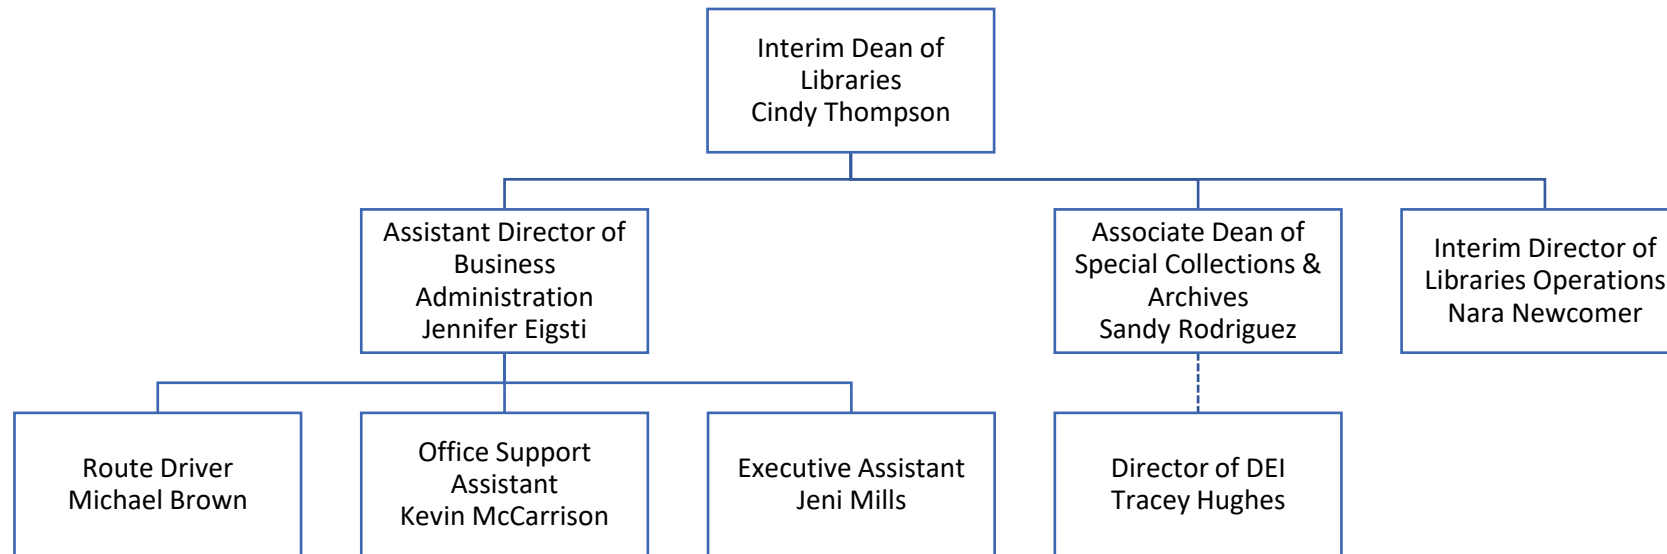 Interim Dean of
Libraries
Cindy Thompson
Assistant Director of
Business
Administration
Jennifer Eigsti
Associate Dean of
Special Collections &
Archives
Sandy Rodriguez
Interim Director of
Libraries Operations
Nara Newcomer
Route Driver
Michael Brown
Office Support
Assistant
Kevin McCarrison
Executive Assistant
Jeni Mills
Director of DEI
Tracey Hughes